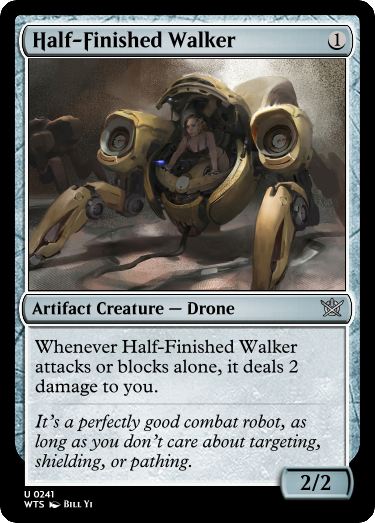 Half-Finished Walker 1
Artifact Creature — Drone
Whenever Half-Finished Walker
attacks or blocks alone, it deals 2
damage to you.
It's a perfectly good combat robot, as
long as you don't care about targeting,
shielding, or pathing.
2/2
U 0241
WTS BILL YI